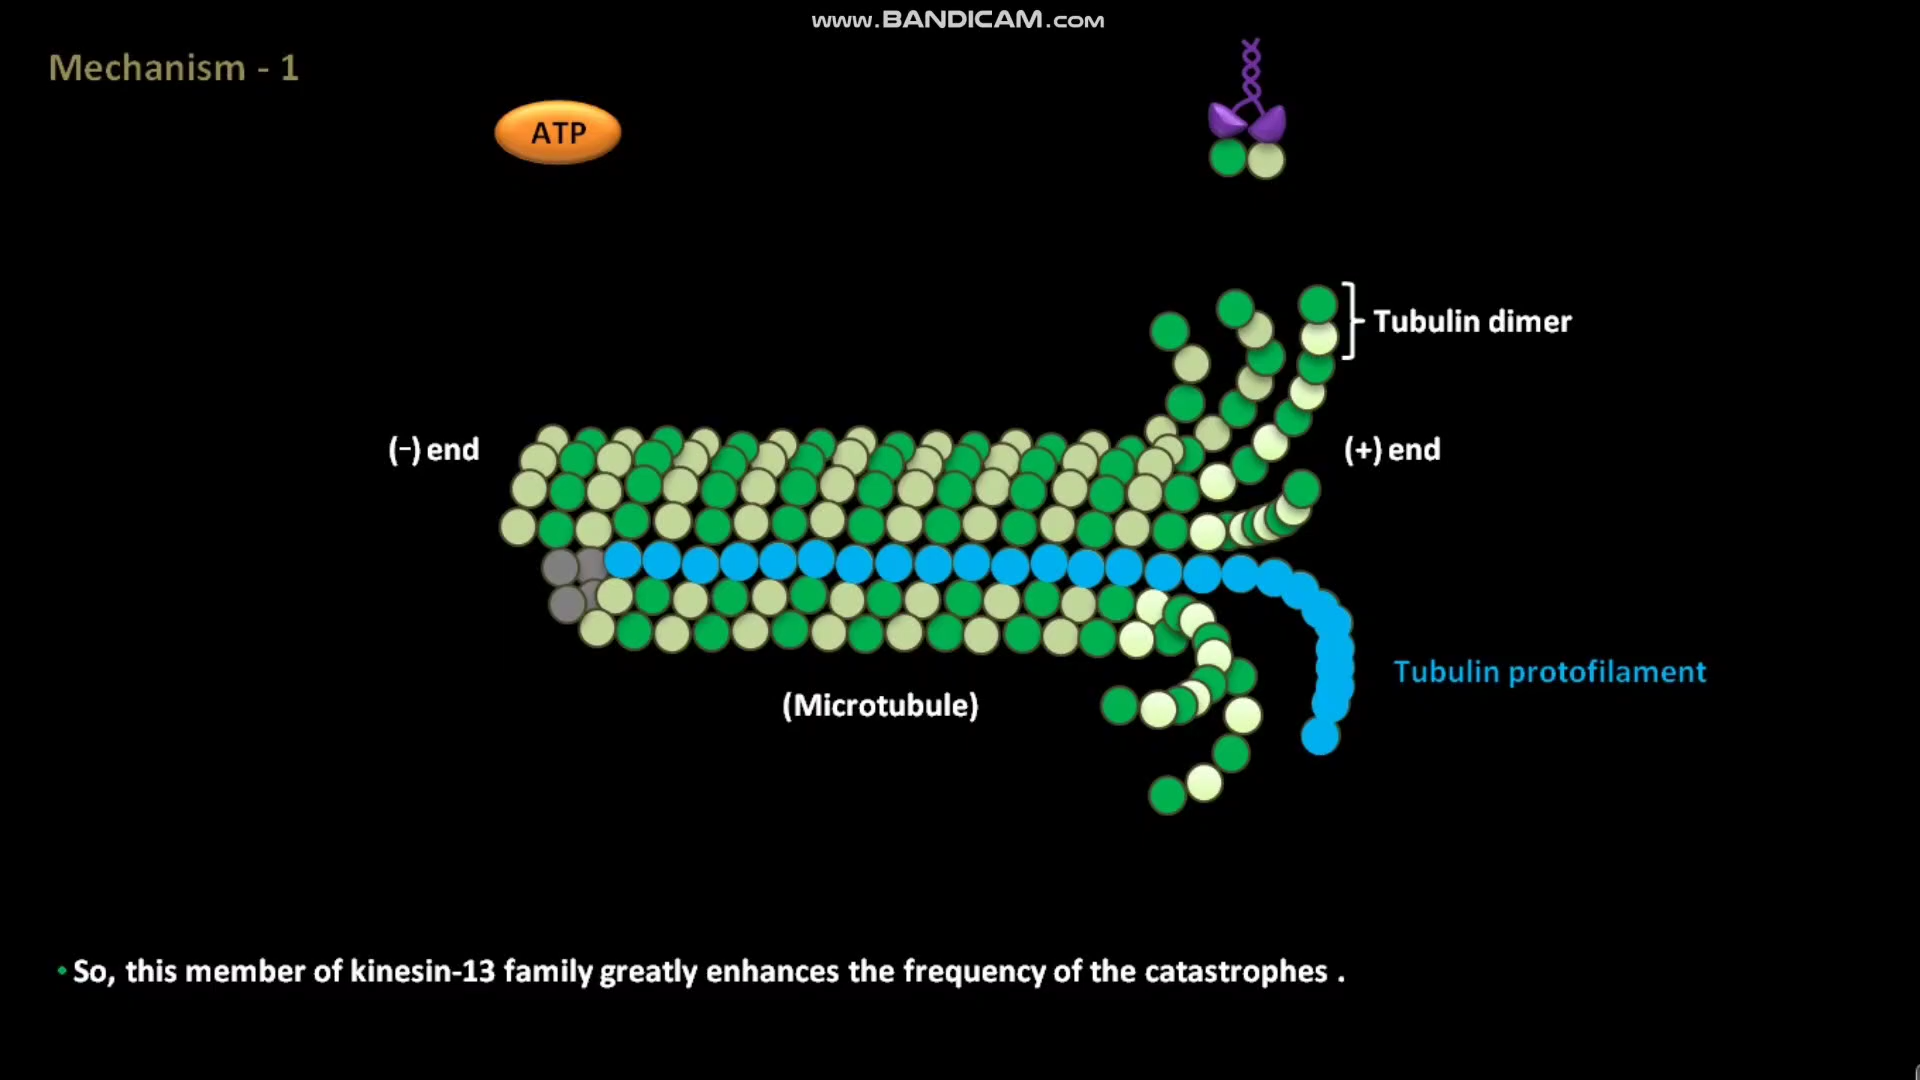 www.BANDICAM.com
Mechanism - 1
ATP
Tubulin dimer
(−) end
(+) end
Tubulin protofilament
(Microtubule)
• So, this member of kinesin-13 family greatly enhances the frequency of the catastrophes .